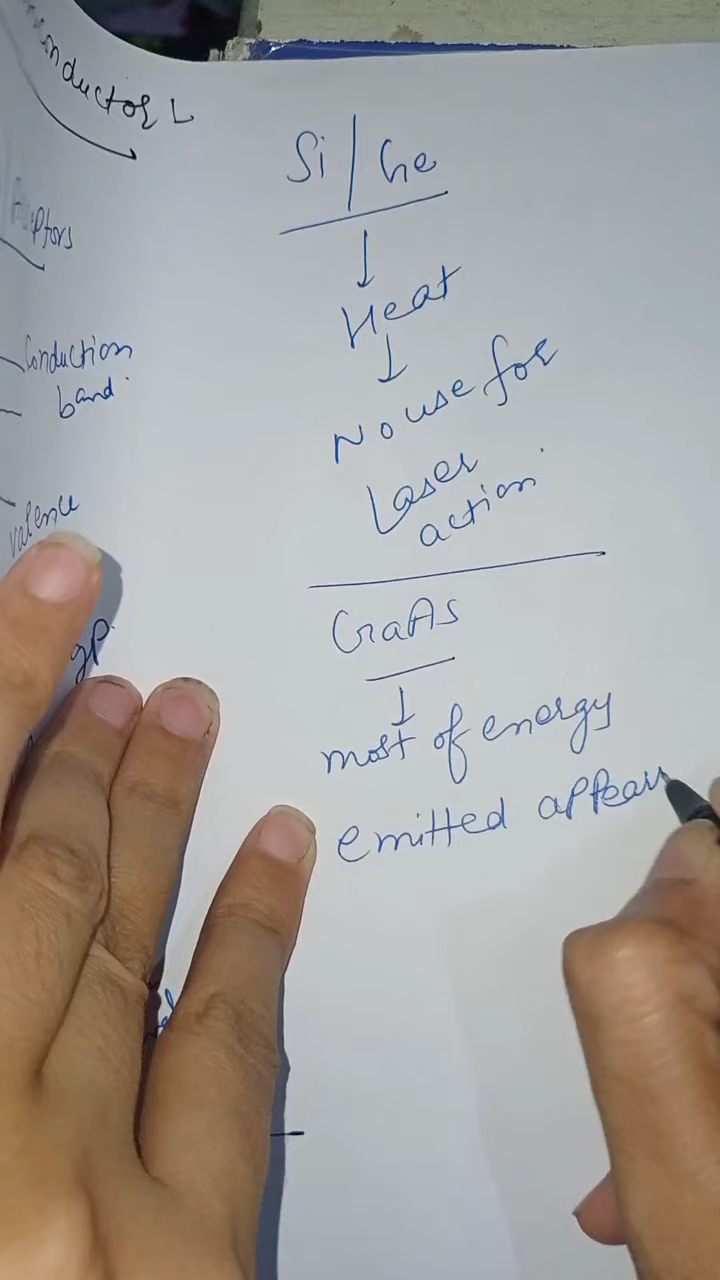 Si/Ge
Heat
No use for
Laser
action.
GaAs
most of energy
emitted appear
Conduction
band.
valence